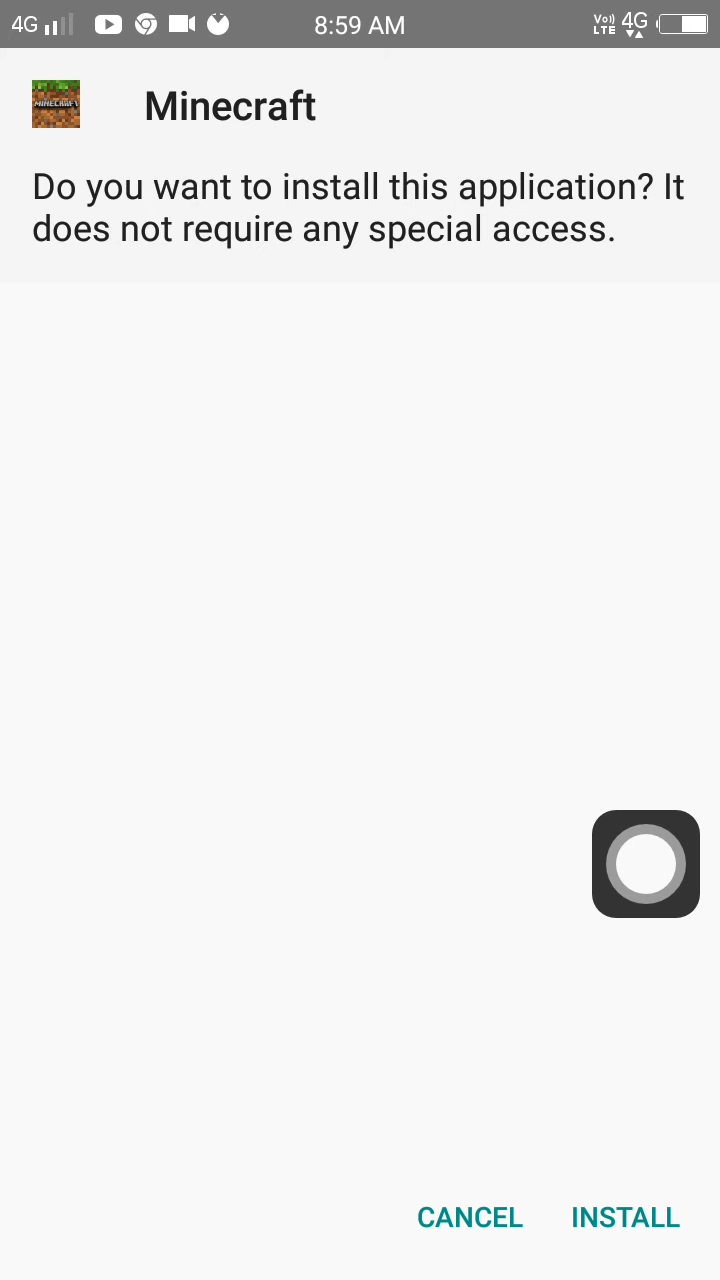 4G 8:59 AM Vo)) LTE 4G
MINECRAFT
Minecraft
Do you want to install this application? It
does not require any special access.
CANCEL INSTALL